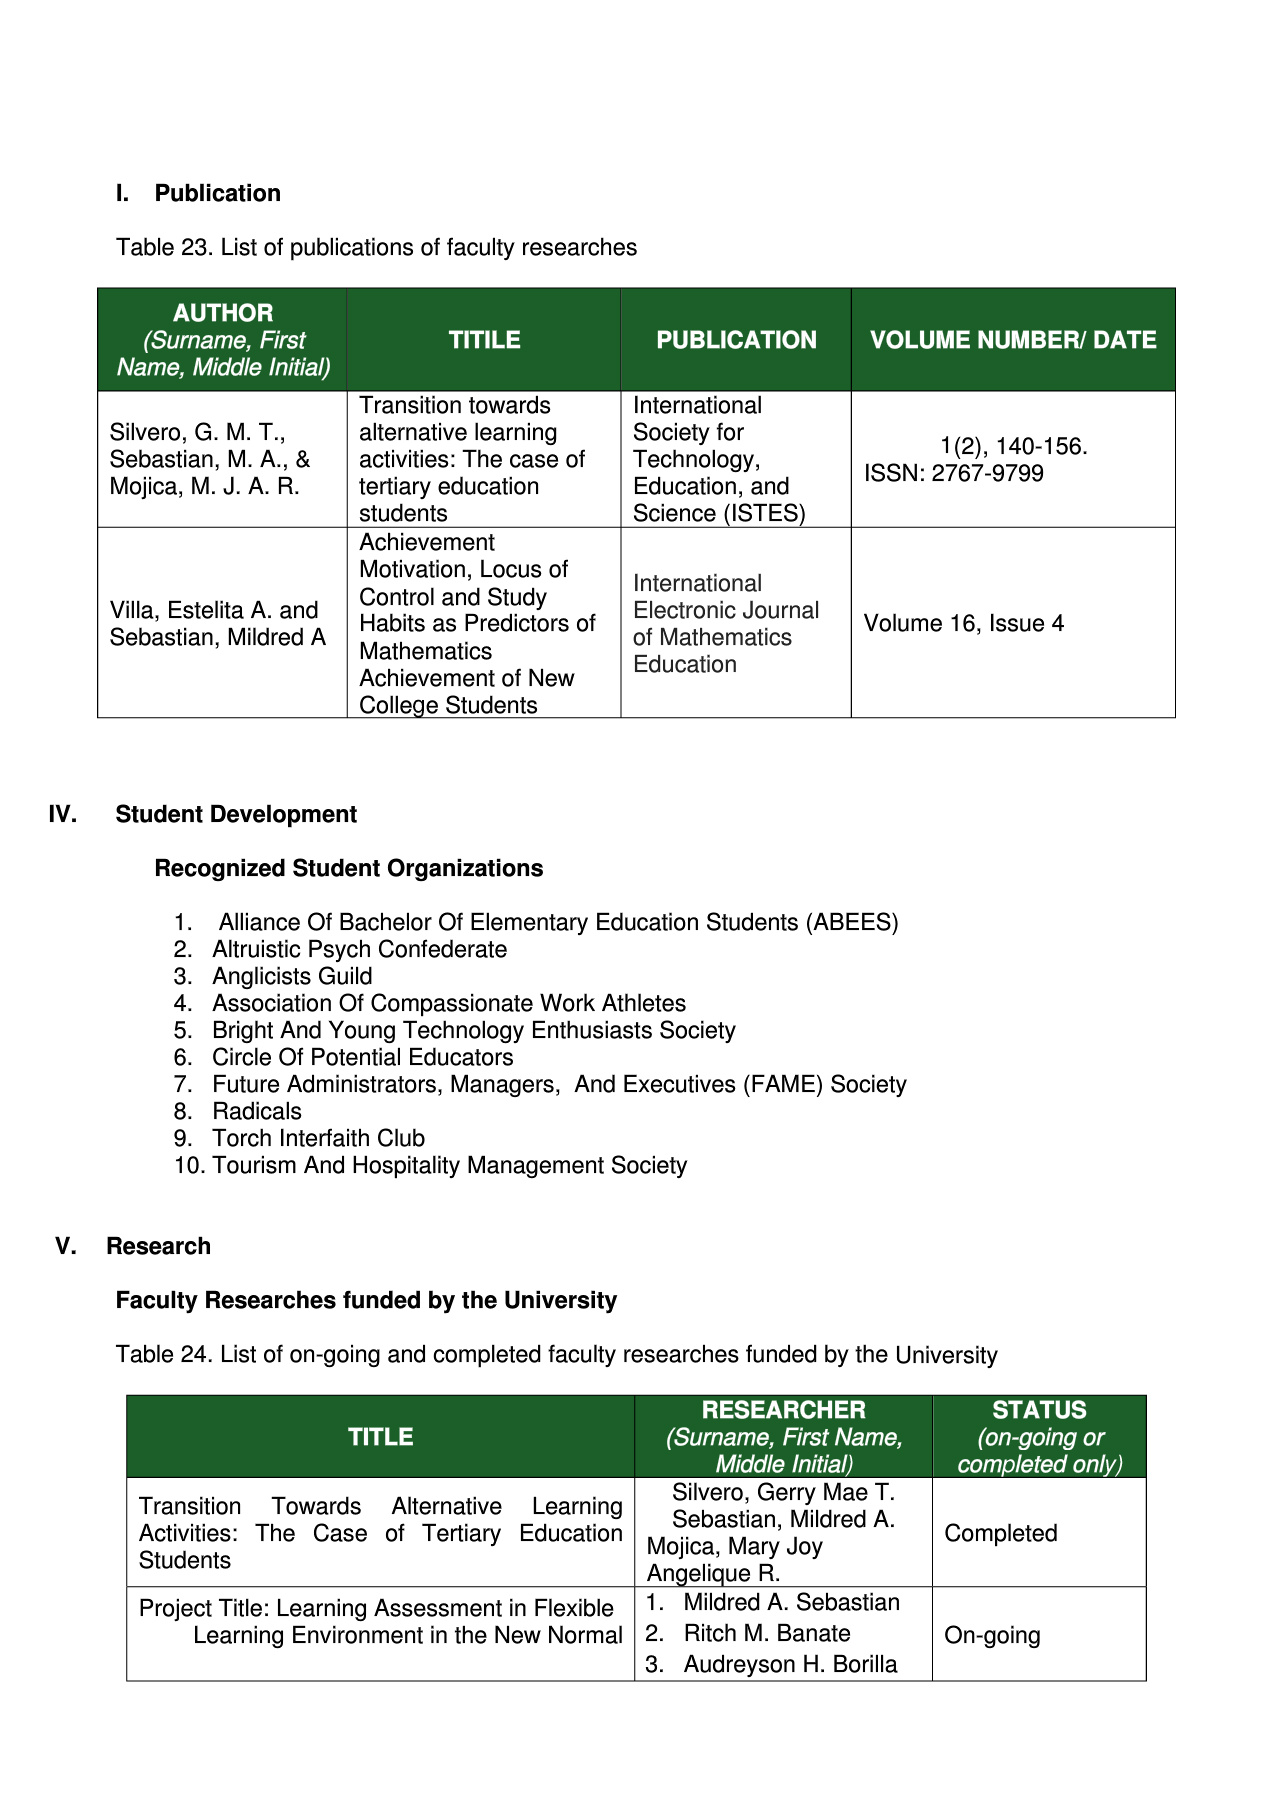 I. Publication
Table 23. List of publications of faculty researches
AUTHOR
(Surname, First
Name, Middle Initial)
TITILE
PUBLICATION
VOLUME NUMBER/ DATE
Silvero, G. M. T.,
Sebastian, M. A., &
Mojica, M. J. A. R.
Transition towards
alternative learning
activities: The case of
tertiary education
students
International
Society for
Technology,
Education, and
Science (ISTES)
1(2), 140-156.
ISSN: 2767-9799
Villa, Estelita A. and
Sebastian, Mildred A
Achievement
Motivation, Locus of
Control and Study
Habits as Predictors of
Mathematics
Achievement of New
College Students
International
Electronic Journal
of Mathematics
Education
Volume 16, Issue 4
IV. Student Development
Recognized Student Organizations
1. Alliance Of Bachelor Of Elementary Education Students (ABEES)
2. Altruistic Psych Confederate
3. Anglicists Guild
4. Association Of Compassionate Work Athletes
5. Bright And Young Technology Enthusiasts Society
6. Circle Of Potential Educators
7. Future Administrators, Managers, And Executives (FAME) Society
8. Radicals
9. Torch Interfaith Club
10. Tourism And Hospitality Management Society
V. Research
Faculty Researches funded by the University
Table 24. List of on-going and completed faculty researches funded by the University
TITLE
RESEARCHER
(Surname, First Name,
Middle Initial)
STATUS
(on-going or
completed only)
Transition Towards Alternative Learning
Activities: The Case of Tertiary Education
Students
Silvero, Gerry Mae T.
Sebastian, Mildred A.
Mojica, Mary Joy
Angelique R.
Completed
Project Title: Learning Assessment in Flexible
Learning Environment in the New Normal
1. Mildred A. Sebastian
2. Ritch M. Banate
3. Audreyson H. Borilla
On-going